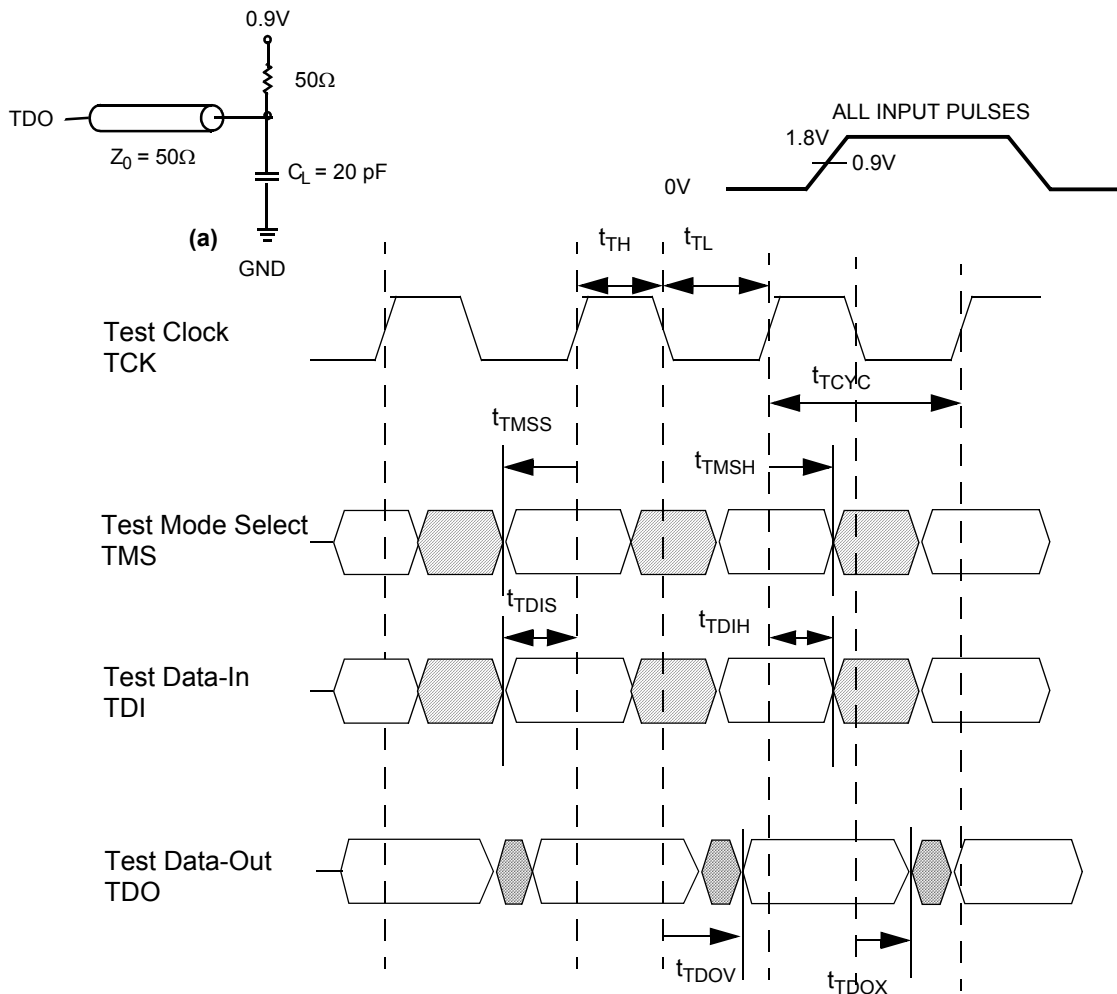 0.9V
50Ω
TDO
Z0 = 50Ω
CL = 20 pF
(a)
GND
ALL INPUT PULSES
1.8V
0.9V
0V
tTH
tTL
Test Clock
TCK
tTCYC
tTMSS
tTMSH
Test Mode Select
TMS
tTDIS
tTDIH
Test Data-In
TDI
Test Data-Out
TDO
tTDOV
tTDOX